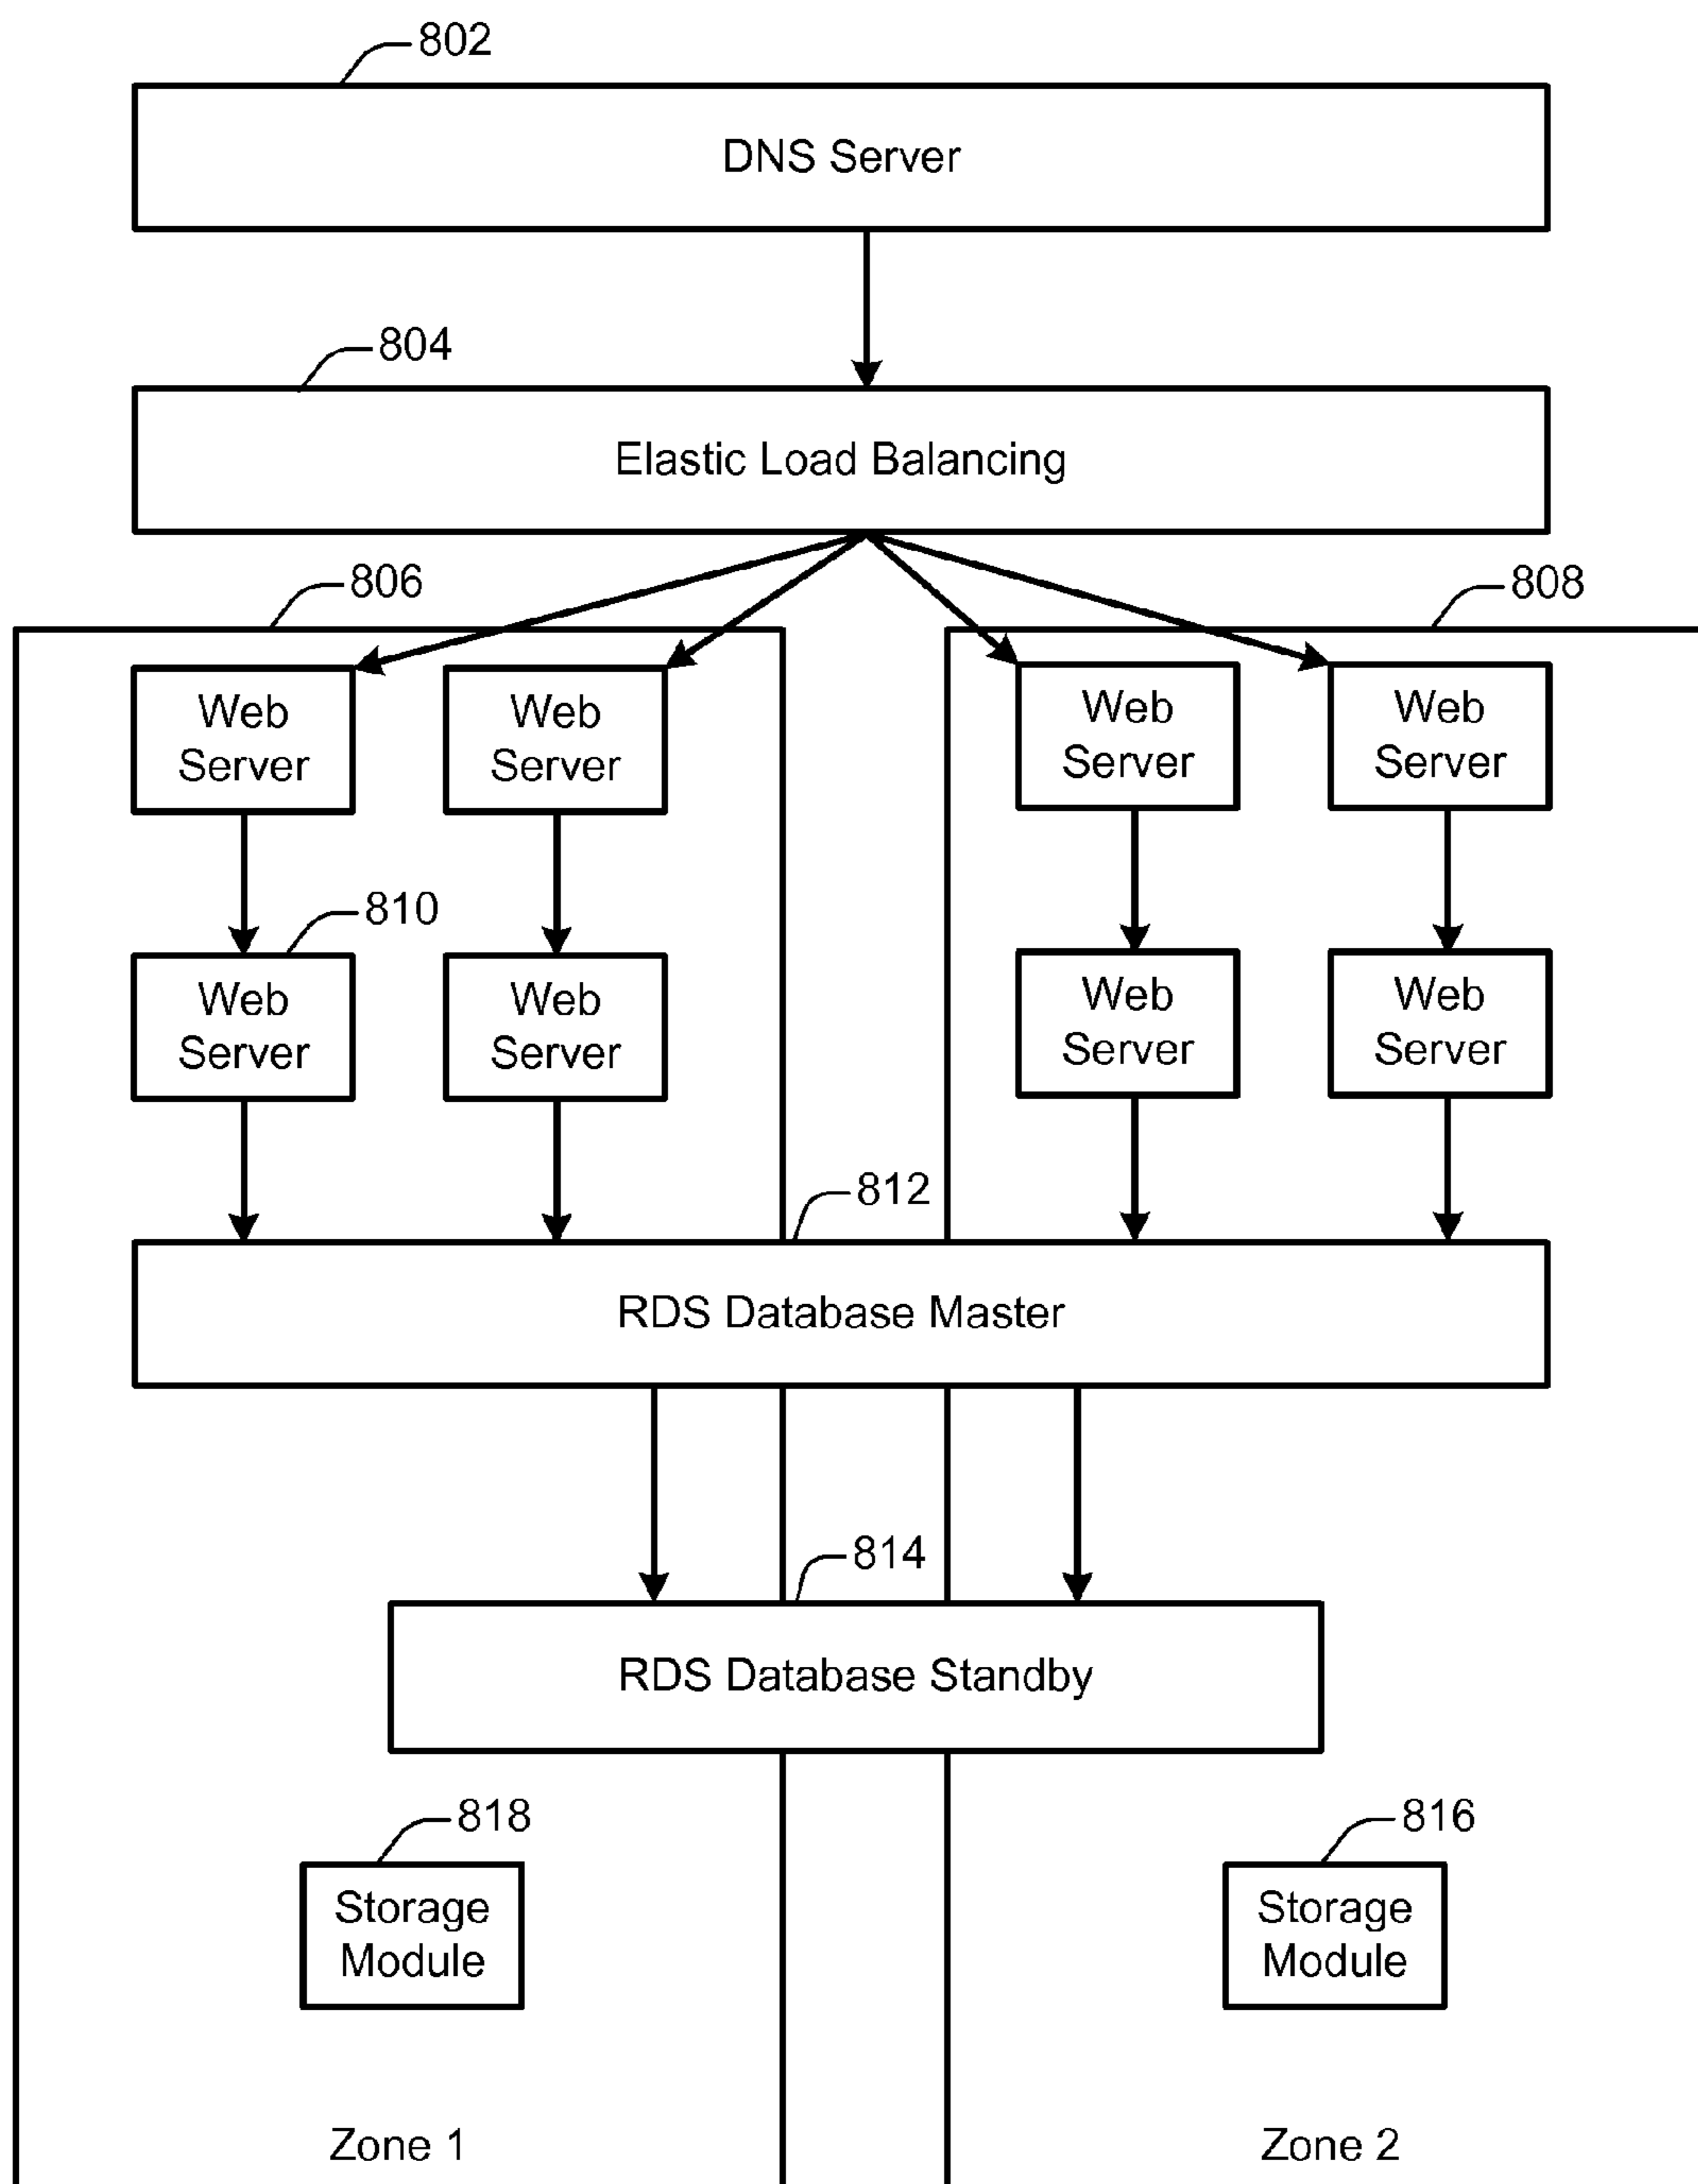 802
DNS Server
804
Elastic Load Balancing
806
808
Web
Server
Web
Server
Web
Server
Web
Server
810
Web
Server
Web
Server
Web
Server
Web
Server
812
RDS Database Master
814
RDS Database Standby
818
816
Storage
Module
Storage
Module
Zone 1
Zone 2